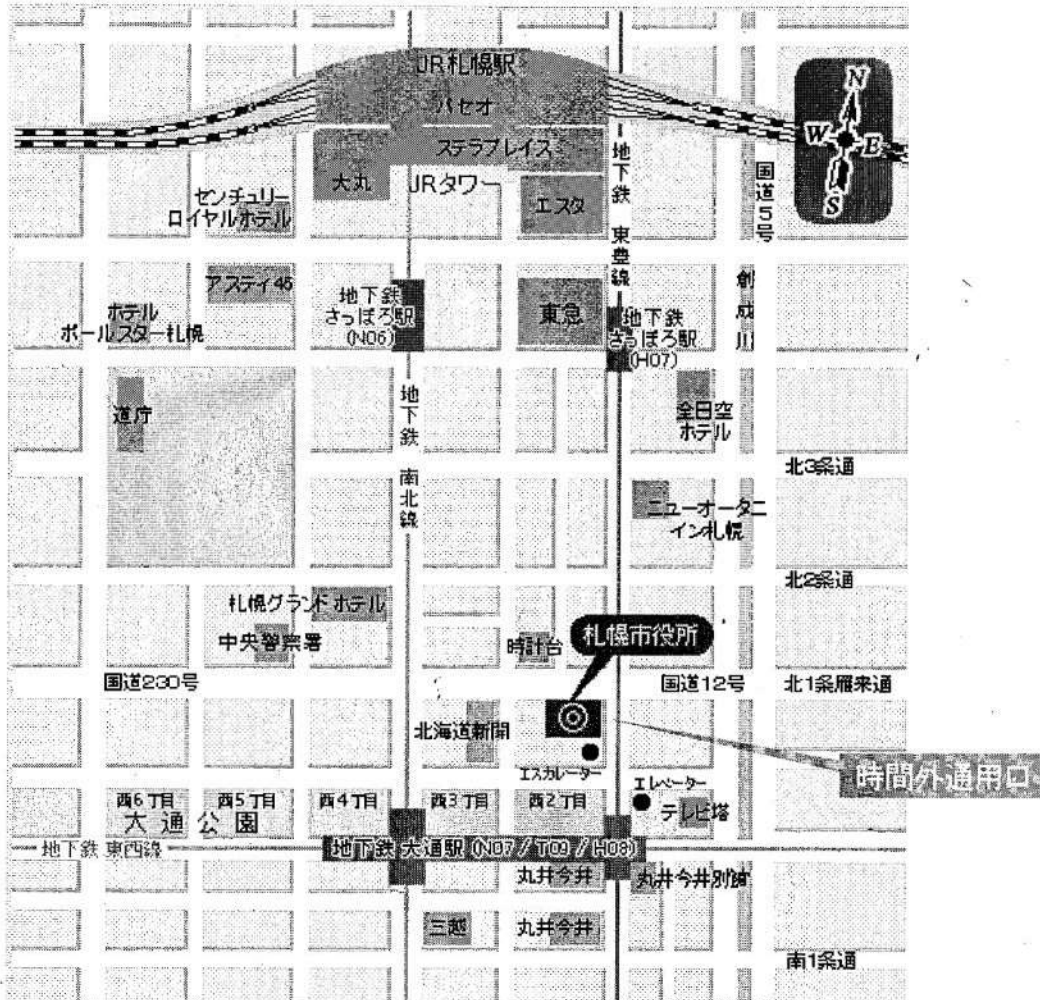 JR札幌駅
パセオ
ステラプレイス
大丸
JRタワー
エスタ
地下鉄 東豊線
国道5号
N
W
E
S
センチュリー
ロイヤルホテル
アスティ45
地下鉄
さっぽろ駅
(N06)
東急
地下鉄
さっぽろ駅
(H07)
創成川
ホテル
ポールスター札幌
道庁
地下鉄 南北線
全日空
ホテル
北3条通
ニューオータニ
イン札幌
北2条通
札幌グランドホテル
中央警察署
時計台
札幌市役所
国道230号
国道12号
北1条雁来通
北海道新聞
エスカレーター
時間外通用口
エレベーター
西6丁目
西5丁目
西4丁目
西3丁目
西2丁目
テレビ塔
大通公園
地下鉄 東西線
地下鉄 大通駅 (N07 / T09 / H08)
丸井今井
丸井今井別館
三越
丸井今井
南1条通